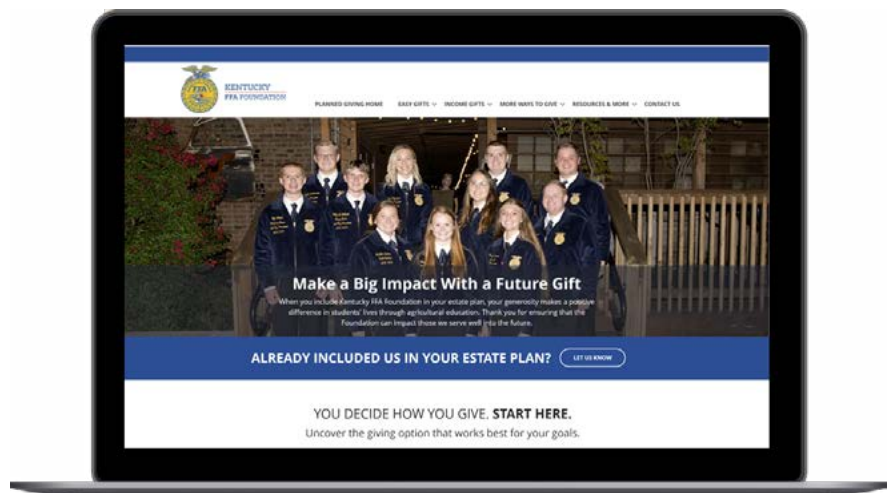 FFA
KENTUCKY
FFA FOUNDATION
PLANNED GIVING HOME EASY GIFTS INCOME GIFTS MORE WAYS TO GIVE RESOURCES & MORE CONTACT US
Make a Big Impact With a Future Gift
When you include Kentucky FFA Foundation in your estate plan, your generosity makes a positive
difference in students' lives through agricultural education. Thank you for ensuring that the
Foundation can impact those we serve well into the future.
ALREADY INCLUDED US IN YOUR ESTATE PLAN? LET US KNOW
YOU DECIDE HOW YOU GIVE. START HERE.
Uncover the giving option that works best for your goals.